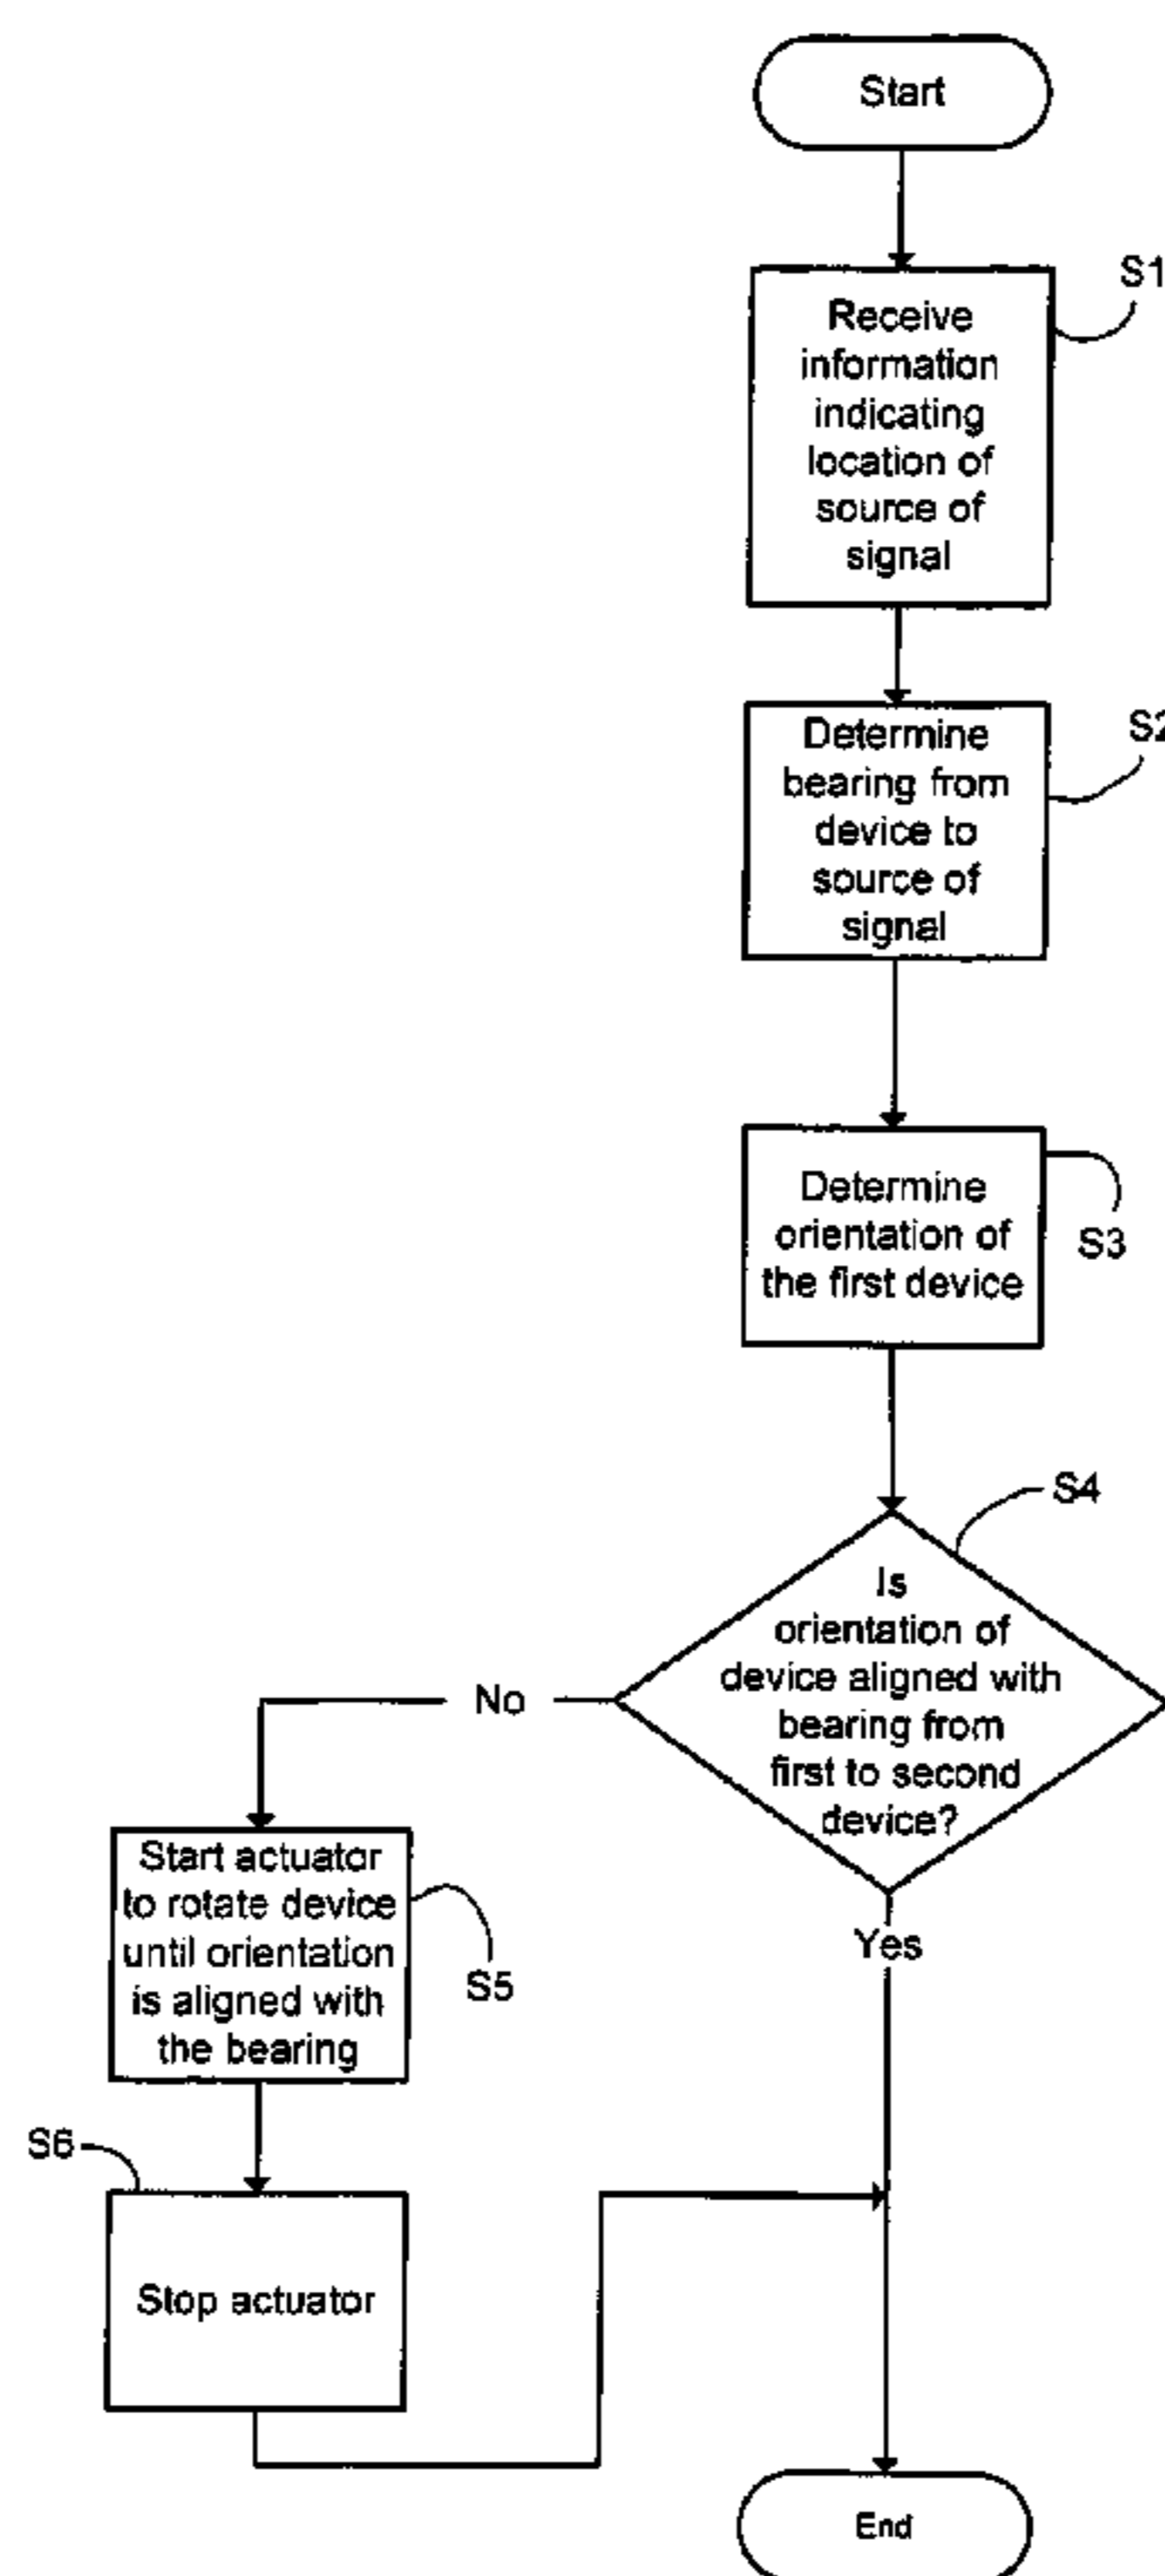 Start
S1
Receive
information
indicating
location of
source of
signal
S2
Determine
bearing from
device to
source of
signal
Determine
orientation of
the first device
S3
S4
Is
orientation of
device aligned with
bearing from
first to second
device?
No
Yes
Start actuator
to rotate device
until orientation
is aligned with
the bearing
S5
S6
Stop actuator
End